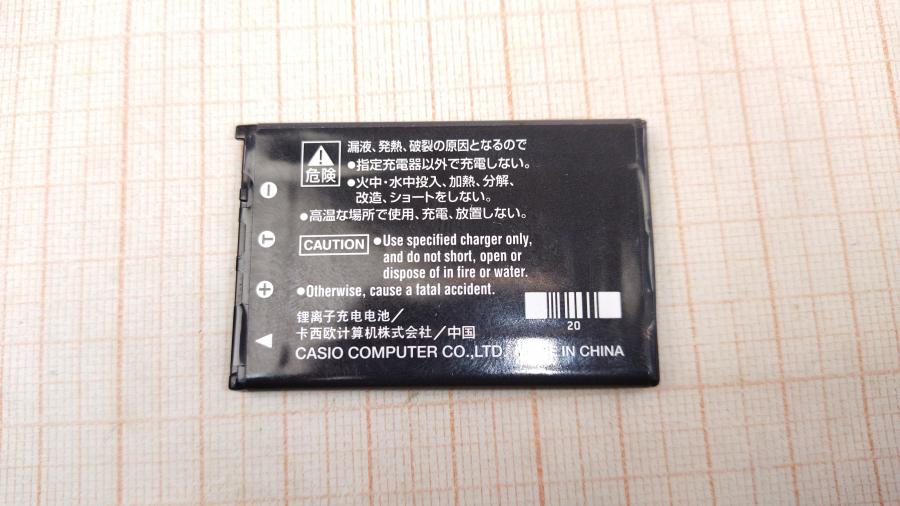 漏液、発熱、破裂の原因となるので
危険
●指定充電器以外で充電しない。
●火中・水中投入、加熱、分解、
改造、ショートをしない。
●高温な場所で使用、充電、放置しない。
CAUTION
●Use specified charger only,
and do not short, open or
dispose of in fire or water.
●Otherwise, cause a fatal accident.
20
锂离子充电电池/
卡西欧计算机株式会社/中国
CASIO COMPUTER CO.,LTD. IN CHINA
− T +